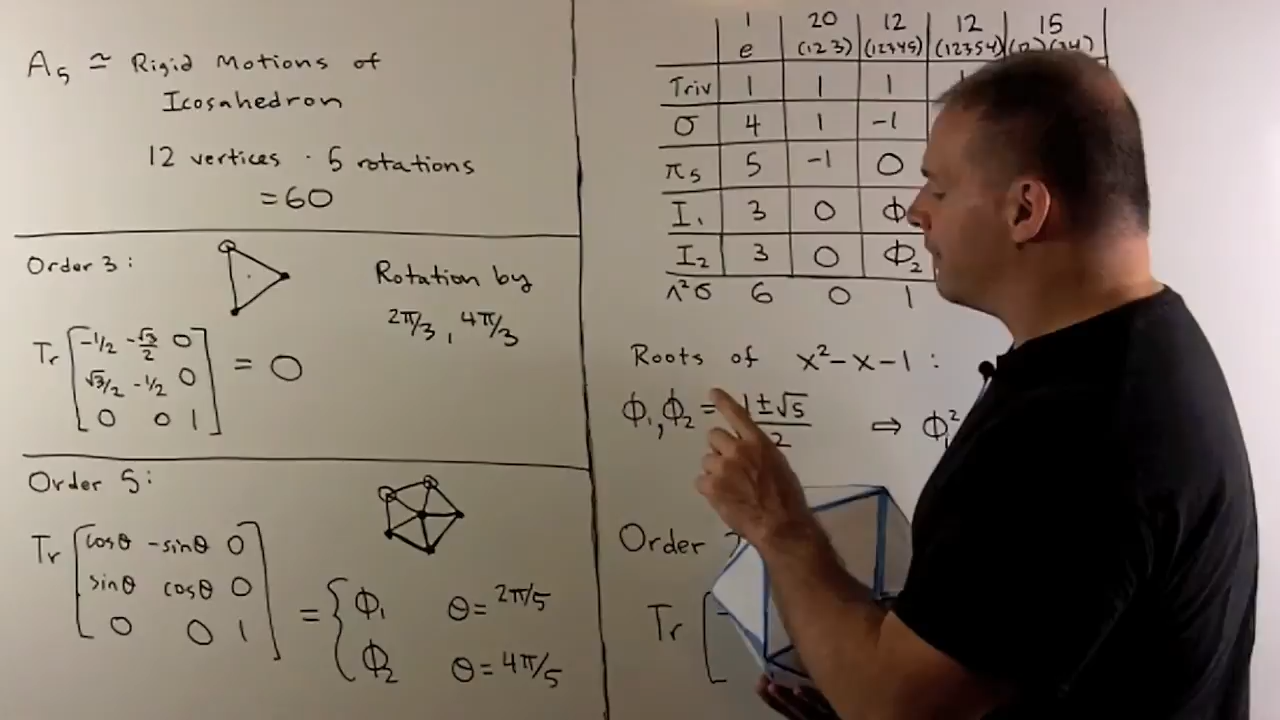 A₅ ≃ Rigid Motions of
Icosahedron
12 vertices · 5 rotations
= 60
Order 3:
Rotation by
2π/3, 4π/3
Tr [ -1/2 -√3/2 0
√3/2 -1/2 0
0 0 1 ] = 0
Order 5:
Tr [ cosθ -sinθ 0
sinθ cosθ 0
0 0 1 ] = { ϕ₁ θ = 2π/5
ϕ₂ θ = 4π/5
1 20 12 12 15
e (123) (12345) (12354) (12)(34)
Triv 1 1 1
σ 4 1 -1
π₅ 5 -1 0
I₁ 3 0 ϕ
I₂ 3 0 ϕ₂
Λ²σ 6 0 1
Roots of x²-x-1:
ϕ₁,ϕ₂ = 1±√5 / 2 ⇒ ϕ₁²
Order
Tr [